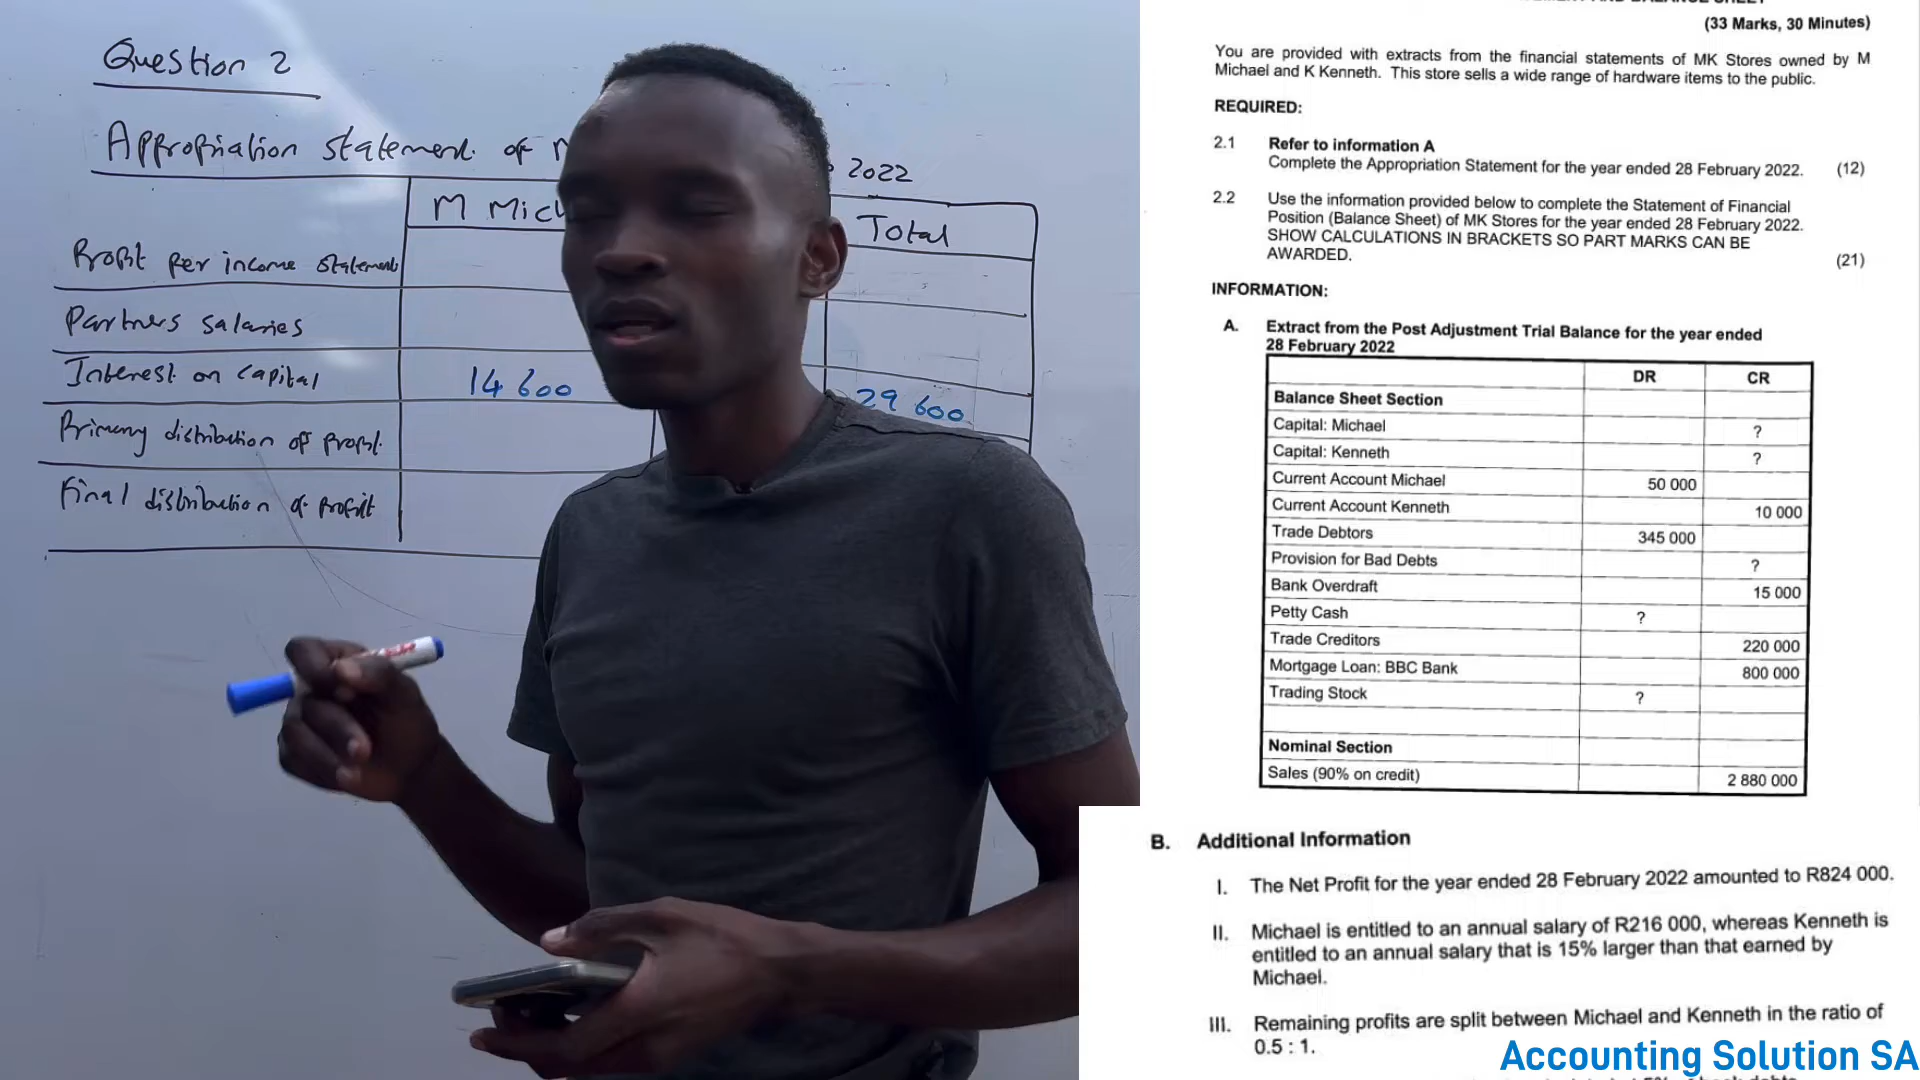 Question 2
Appropriation statement of
2022
M Mich
Total
Profit per income statement
Partners salaries
Interest on capital
14 600
29 600
Primary distribution of profit
Final distribution of profit
(33 Marks, 30 Minutes)
You are provided with extracts from the financial statements of MK Stores owned by M
Michael and K Kenneth. This store sells a wide range of hardware items to the public.
REQUIRED:
2.1 Refer to information A
Complete the Appropriation Statement for the year ended 28 February 2022. (12)
2.2 Use the information provided below to complete the Statement of Financial
Position (Balance Sheet) of MK Stores for the year ended 28 February 2022.
SHOW CALCULATIONS IN BRACKETS SO PART MARKS CAN BE
AWARDED. (21)
INFORMATION:
A. Extract from the Post Adjustment Trial Balance for the year ended
28 February 2022
DR CR
Balance Sheet Section
Capital: Michael ?
Capital: Kenneth ?
Current Account Michael 50 000
Current Account Kenneth 10 000
Trade Debtors 345 000
Provision for Bad Debts ?
Bank Overdraft 15 000
Petty Cash ?
Trade Creditors 220 000
Mortgage Loan: BBC Bank 800 000
Trading Stock ?
Nominal Section
Sales (90% on credit) 2 880 000
B. Additional Information
I. The Net Profit for the year ended 28 February 2022 amounted to R824 000.
II. Michael is entitled to an annual salary of R216 000, whereas Kenneth is
entitled to an annual salary that is 15% larger than that earned by
Michael.
III. Remaining profits are split between Michael and Kenneth in the ratio of
0.5 : 1.
Accounting Solution SA